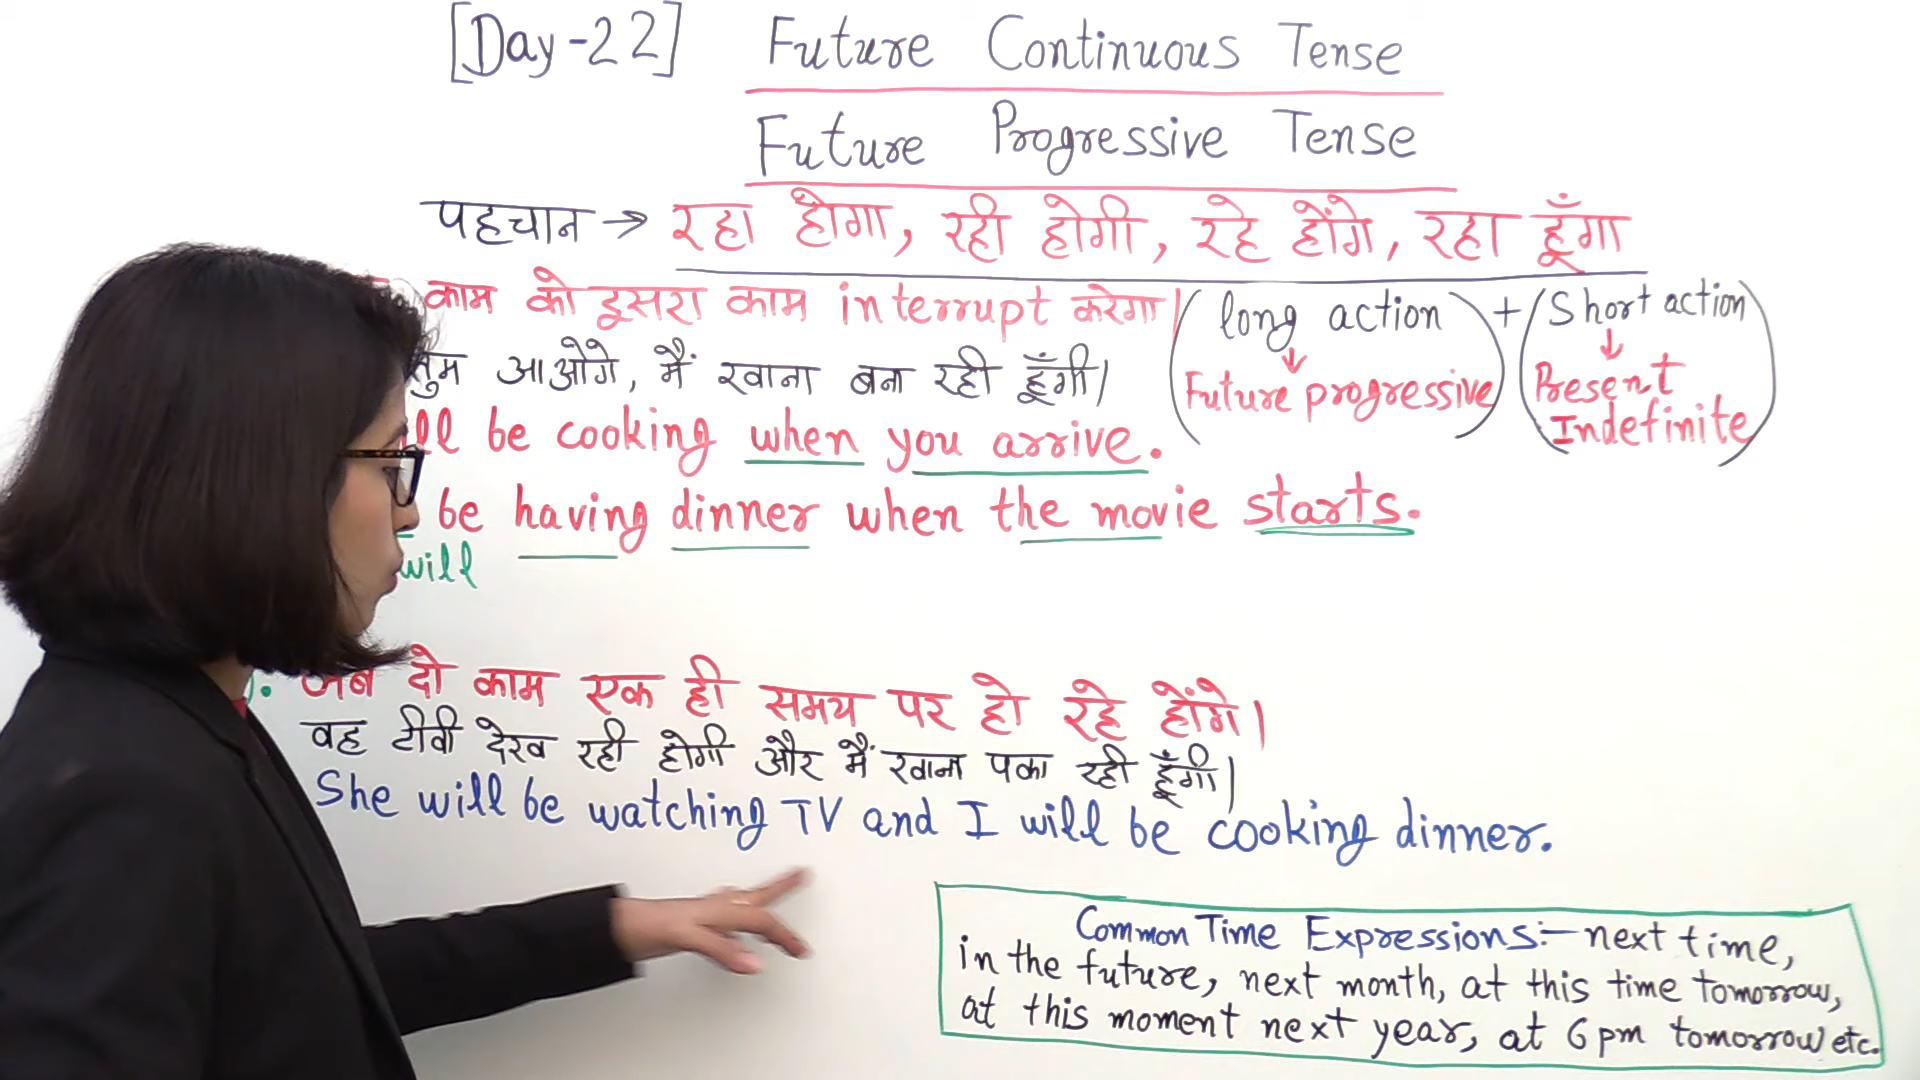 [Day-22] Future Continuous Tense
Future Progressive Tense
पहचान → रहा होगा, रही होगी, रहे होंगे, रहा हूँगा
काम को दूसरा काम interrupt करेगा। (long action) + (Short action)
↓ ↓
Future progressive Present Indefinite
तुम आओगे, मैं खाना बना रही हूँगी।
be cooking when you arrive.
be having dinner when the movie starts.
will
जब दो काम एक ही समय पर हो रहे होंगे।
वह टीवी देख रही होगी और मैं खाना पका रही हूँगी।
She will be watching TV and I will be cooking dinner.
Common Time Expressions:- next time,
in the future, next month, at this time tomorrow,
at this moment next year, at 6 pm tomorrow etc.